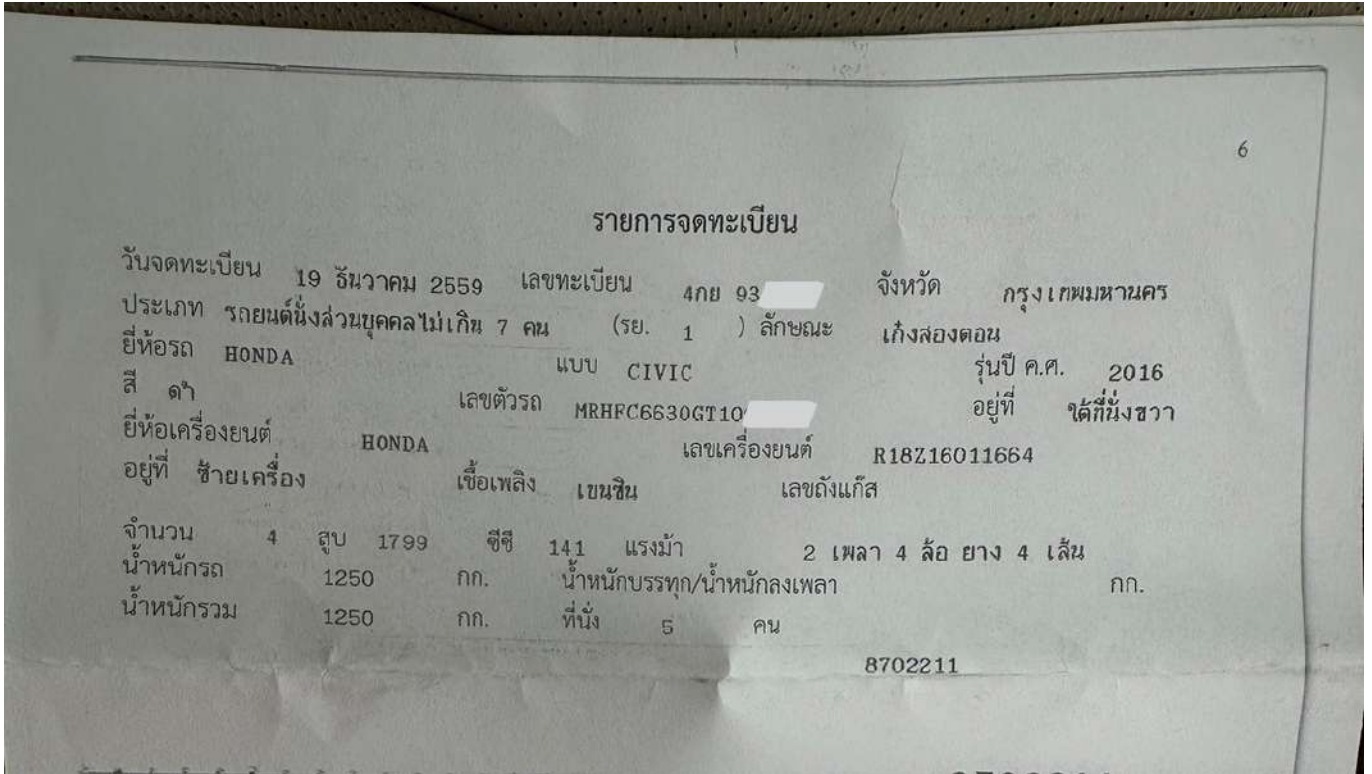 6
รายการจดทะเบียน
วันจดทะเบียน 19 ธันวาคม 2559 เลขทะเบียน 4กย 93 จังหวัด กรุงเทพมหานคร
ประเภท รถยนต์นั่งส่วนบุคคลไม่เกิน 7 คน (รย. 1 ) ลักษณะ เก๋งสองตอน
ยี่ห้อรถ HONDA แบบ CIVIC รุ่นปี ค.ศ. 2016
สี ดำ เลขตัวรถ MRHFC6630GT10 อยู่ที่ ใต้ที่นั่งขวา
ยี่ห้อเครื่องยนต์ HONDA เลขเครื่องยนต์ R18Z16011664
อยู่ที่ ซ้ายเครื่อง เชื้อเพลิง เบนซิน เลขถังแก๊ส
จำนวน 4 สูบ 1799 ซีซี 141 แรงม้า 2 เพลา 4 ล้อ ยาง 4 เส้น
น้ำหนักรถ 1250 กก. น้ำหนักบรรทุก/น้ำหนักลงเพลา กก.
น้ำหนักรวม 1250 กก. ที่นั่ง 5 คน
8702211